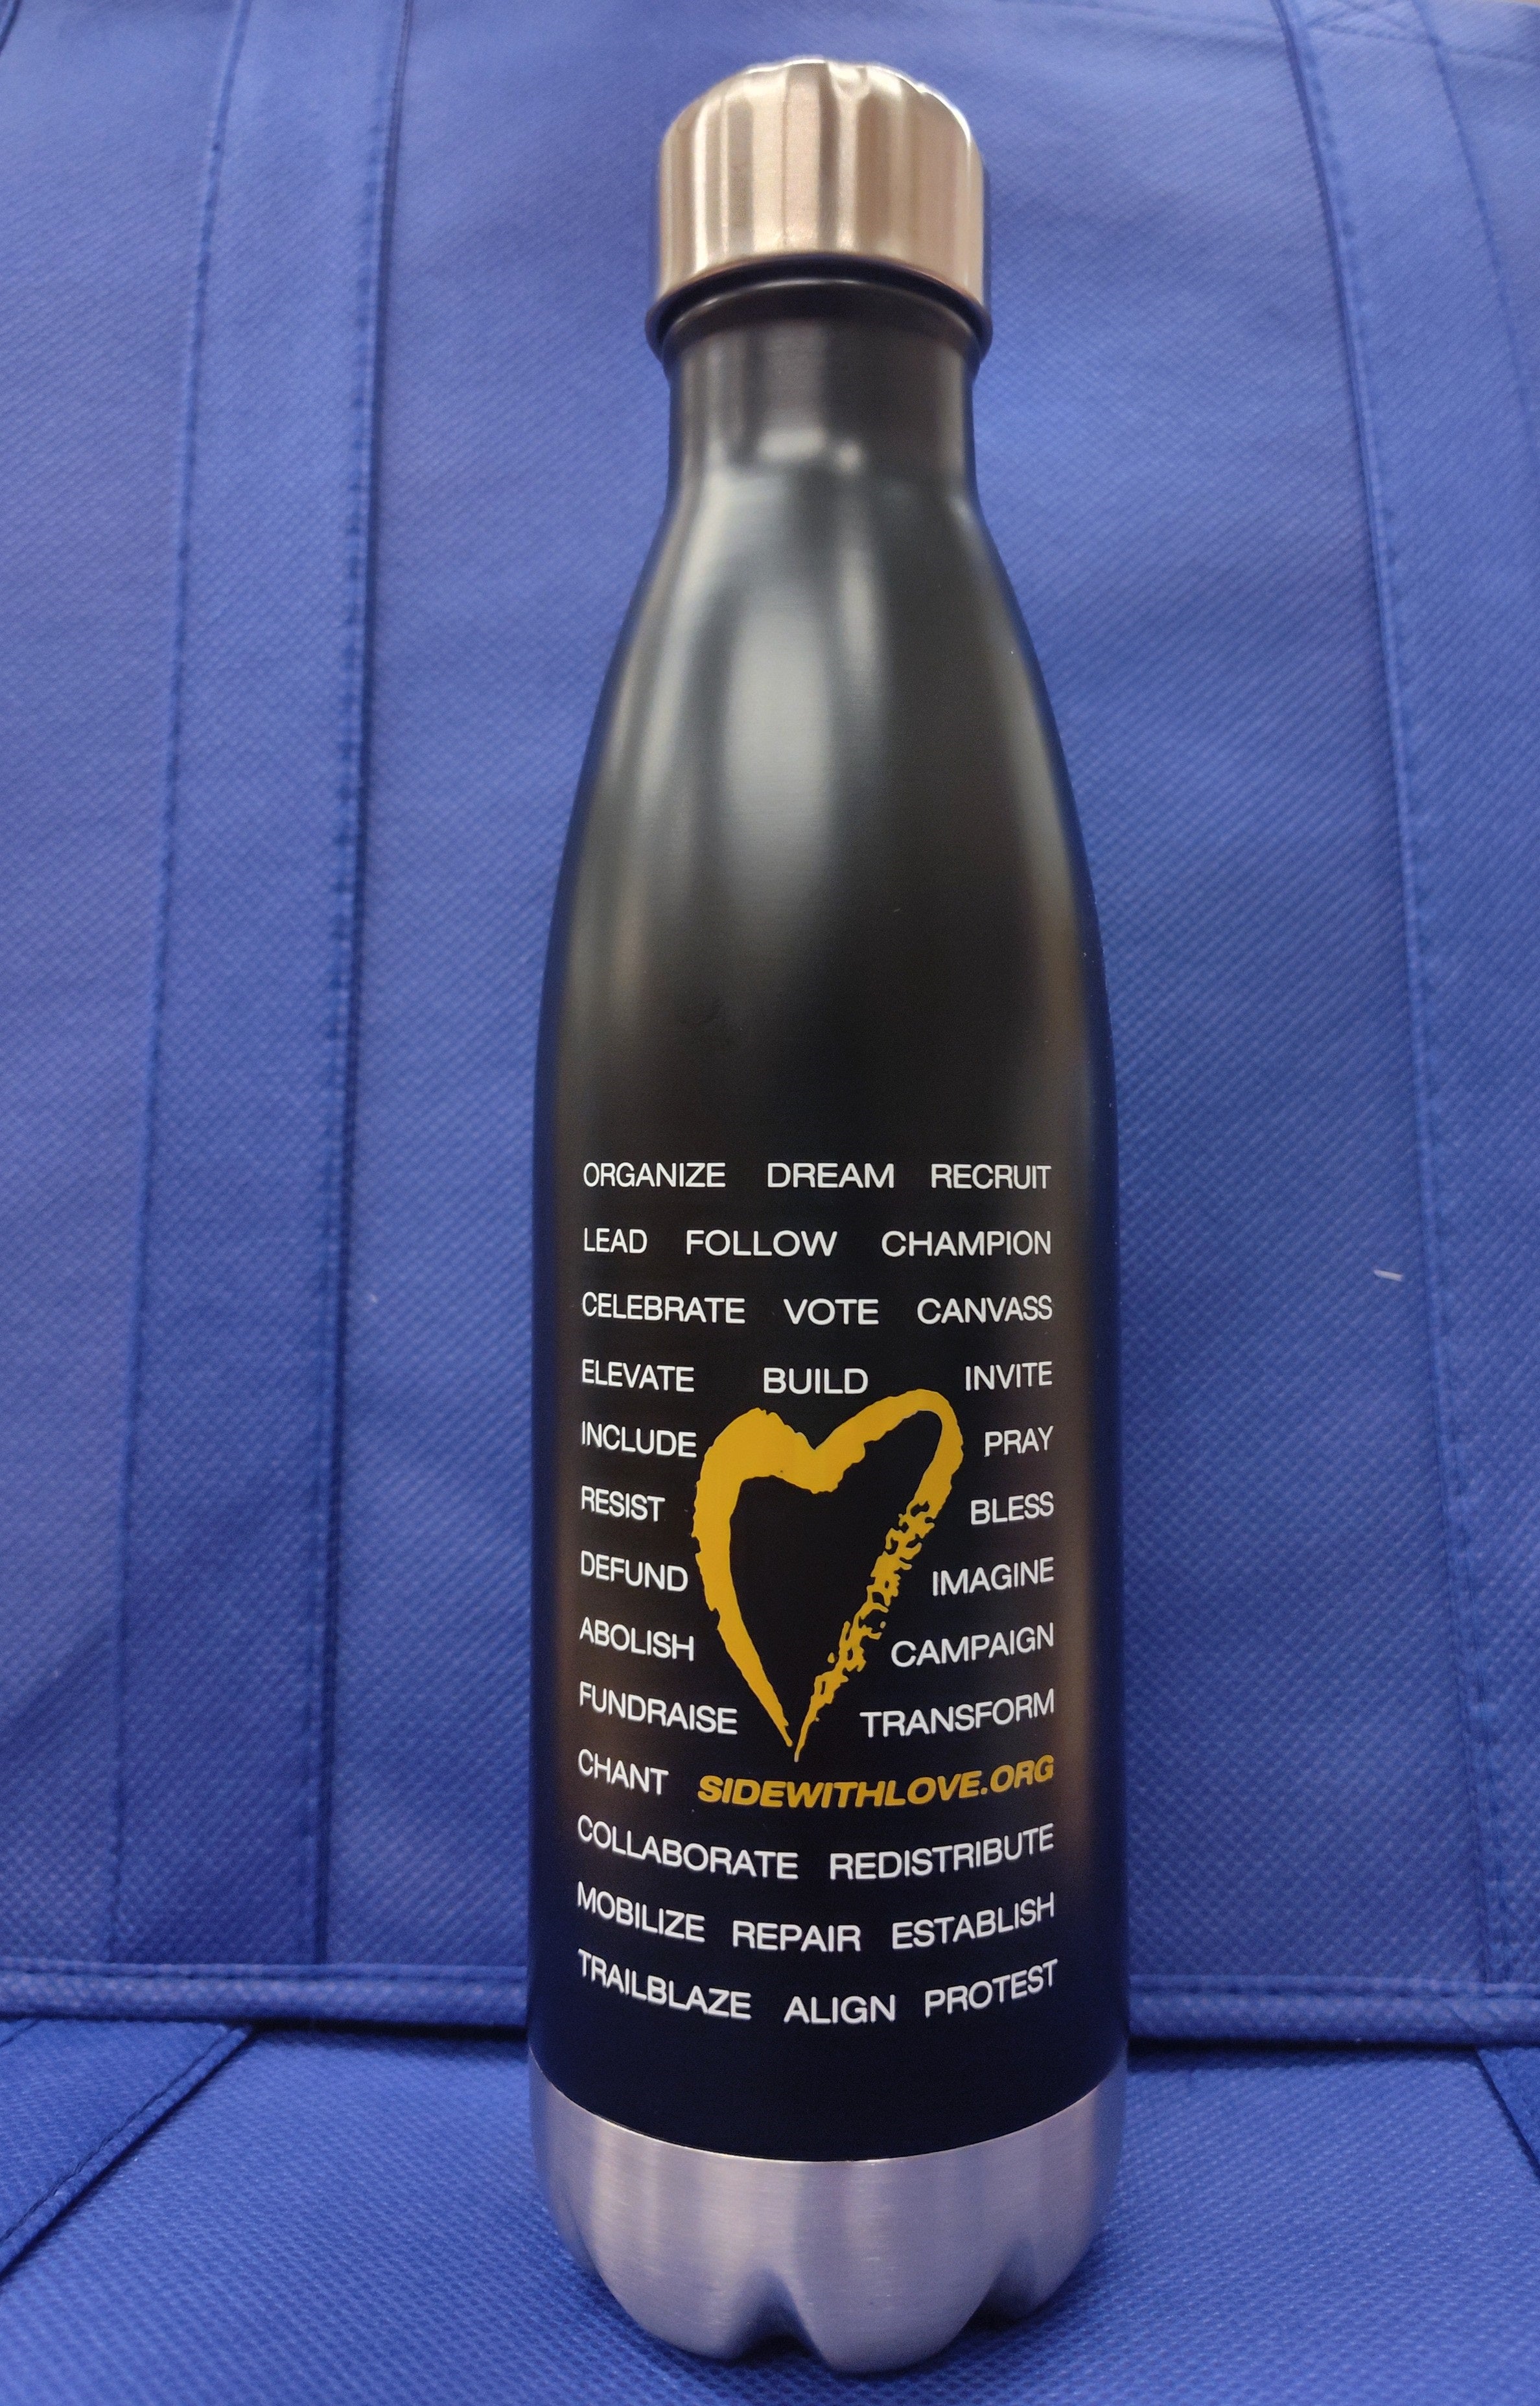 ORGANIZE DREAM RECRUIT
LEAD FOLLOW CHAMPION
CELEBRATE VOTE CANVASS
ELEVATE BUILD INVITE
INCLUDE PRAY
RESIST BLESS
DEFUND IMAGINE
ABOLISH CAMPAIGN
FUNDRAISE TRANSFORM
CHANT SIDEWITHLOVE.ORG
COLLABORATE REDISTRIBUTE
MOBILIZE REPAIR ESTABLISH
TRAILBLAZE ALIGN PROTEST